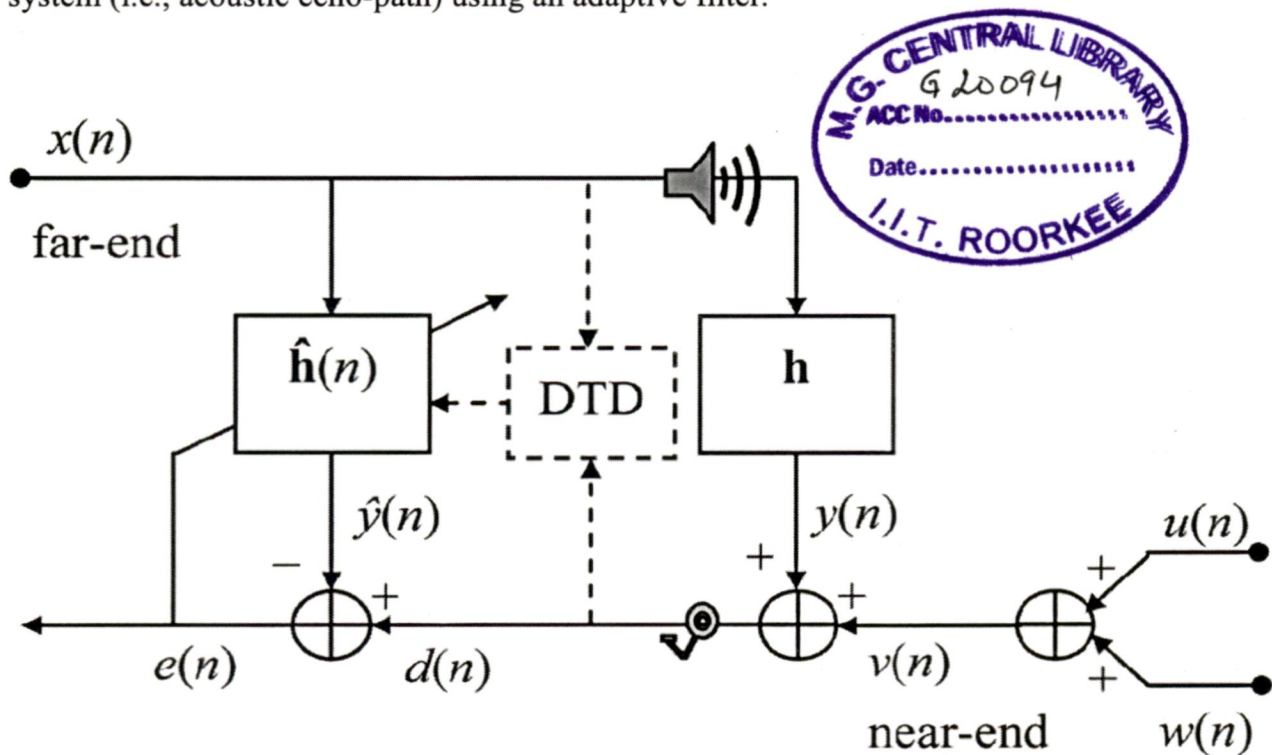 system (i.e., acoustic echo-path) using an adaptive filter.
M.G. CENTRAL LIBRARY
G20094
ACC No.
Date
I.I.T. ROORKEE
x(n)
far-end
ĥ(n)
DTD
h
ŷ(n)
y(n)
u(n)
−
+
+
+
+
+
e(n)
d(n)
v(n)
near-end
w(n)